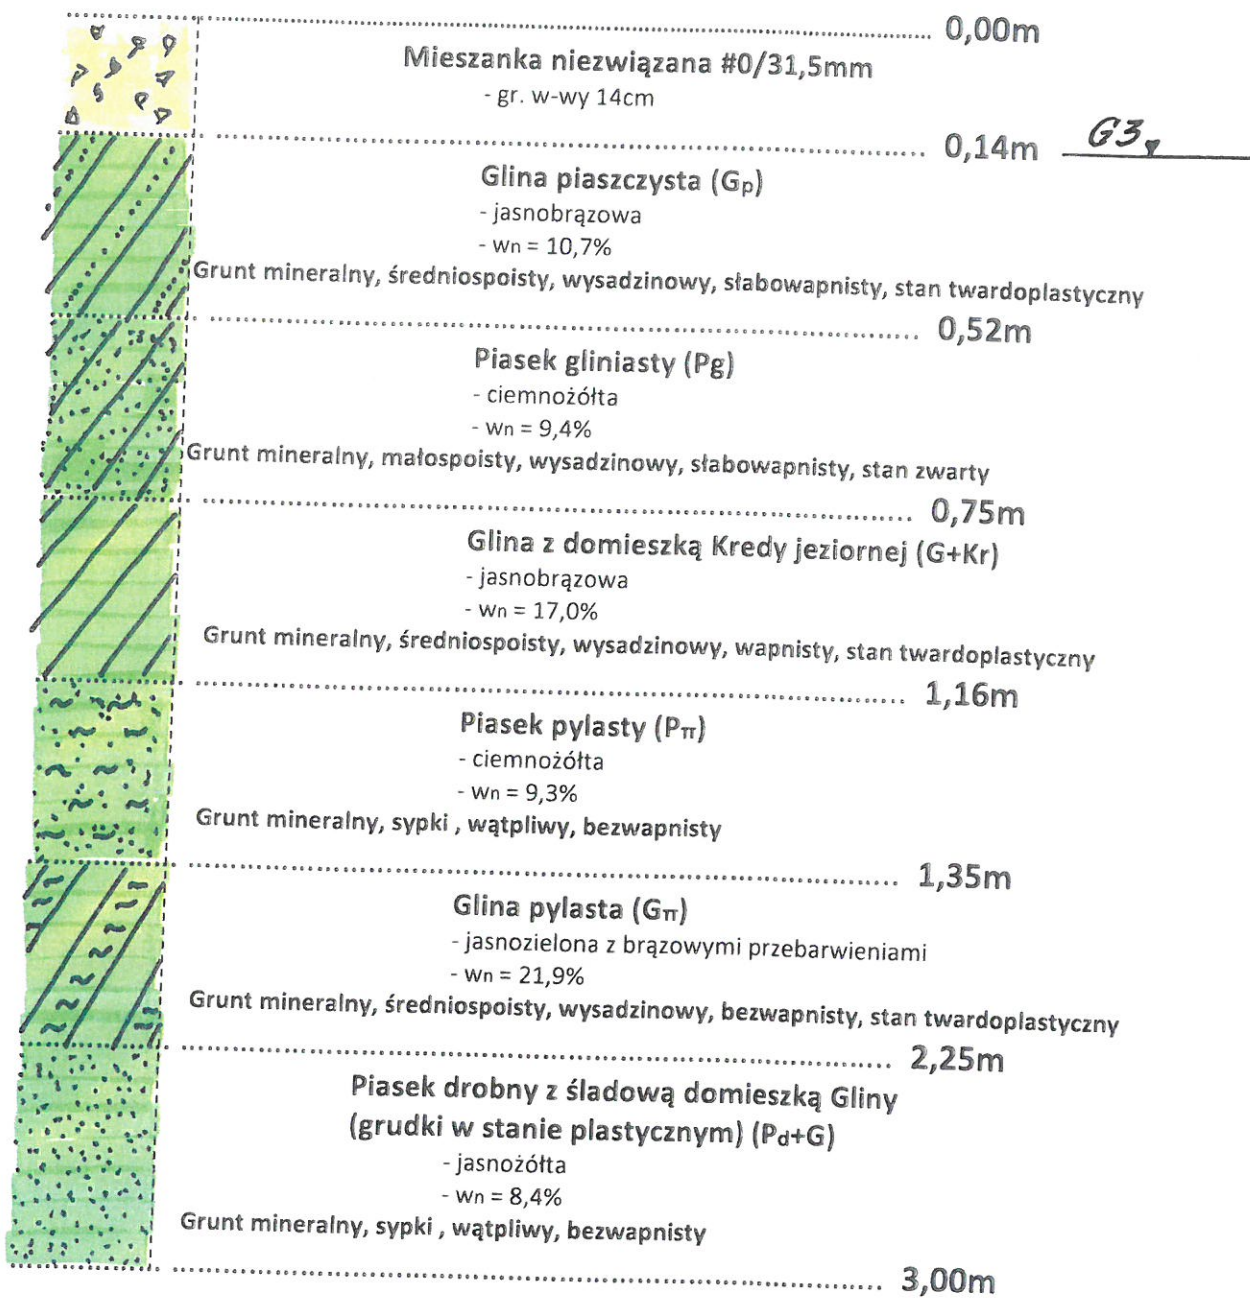 0,00m
Mieszanka niezwiązana #0/31,5mm
- gr. w-wy 14cm
0,14m G3
Glina piaszczysta (Gp)
- jasnobrązowa
- wn = 10,7%
Grunt mineralny, średniospoisty, wysadzinowy, słabowapnisty, stan twardoplastyczny
0,52m
Piasek gliniasty (Pg)
- ciemnożółta
- wn = 9,4%
Grunt mineralny, małospoisty, wysadzinowy, słabowapnisty, stan zwarty
0,75m
Glina z domieszką Kredy jeziornej (G+Kr)
- jasnobrązowa
- wn = 17,0%
Grunt mineralny, średniospoisty, wysadzinowy, wapnisty, stan twardoplastyczny
1,16m
Piasek pylasty (Pπ)
- ciemnożółta
- wn = 9,3%
Grunt mineralny, sypki , wątpliwy, bezwapnisty
1,35m
Glina pylasta (Gπ)
- jasnozielona z brązowymi przebarwieniami
- wn = 21,9%
Grunt mineralny, średniospoisty, wysadzinowy, bezwapnisty, stan twardoplastyczny
2,25m
Piasek drobny z śladową domieszką Gliny
(grudki w stanie plastycznym) (Pd+G)
- jasnożółta
- wn = 8,4%
Grunt mineralny, sypki , wątpliwy, bezwapnisty
3,00m